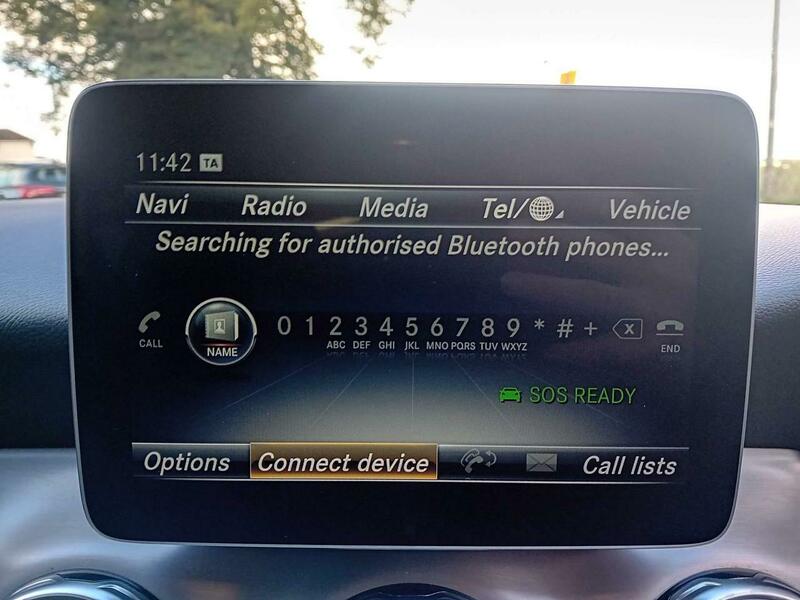 11:42 TA
Navi Radio Media Tel/ Vehicle
Searching for authorised Bluetooth phones...
0 1 2 3 4 5 6 7 8 9 * # + X
CALL NAME ABC DEF GHI JKL MNO PQRS TUV WXYZ END
SOS READY
Options Connect device Call lists